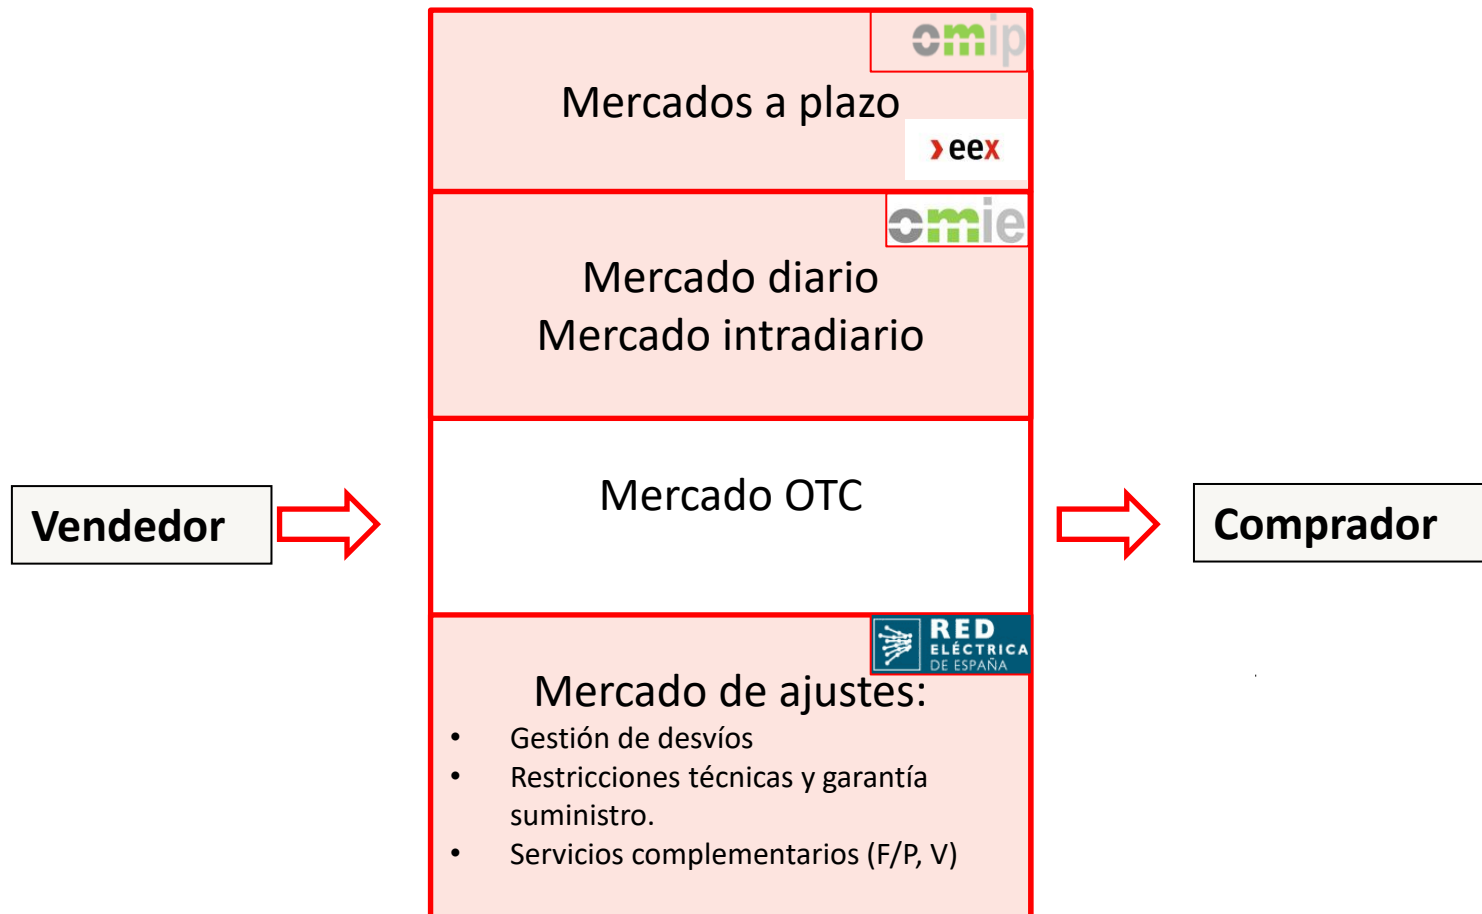 omip
Mercados a plazo
eex
omie
Mercado diario
Mercado intradiario
Mercado OTC
Vendedor
Comprador
RED
ELÉCTRICA
DE ESPAÑA
Mercado de ajustes:
• Gestión de desvíos
• Restricciones técnicas y garantía
suministro.
• Servicios complementarios (F/P, V)